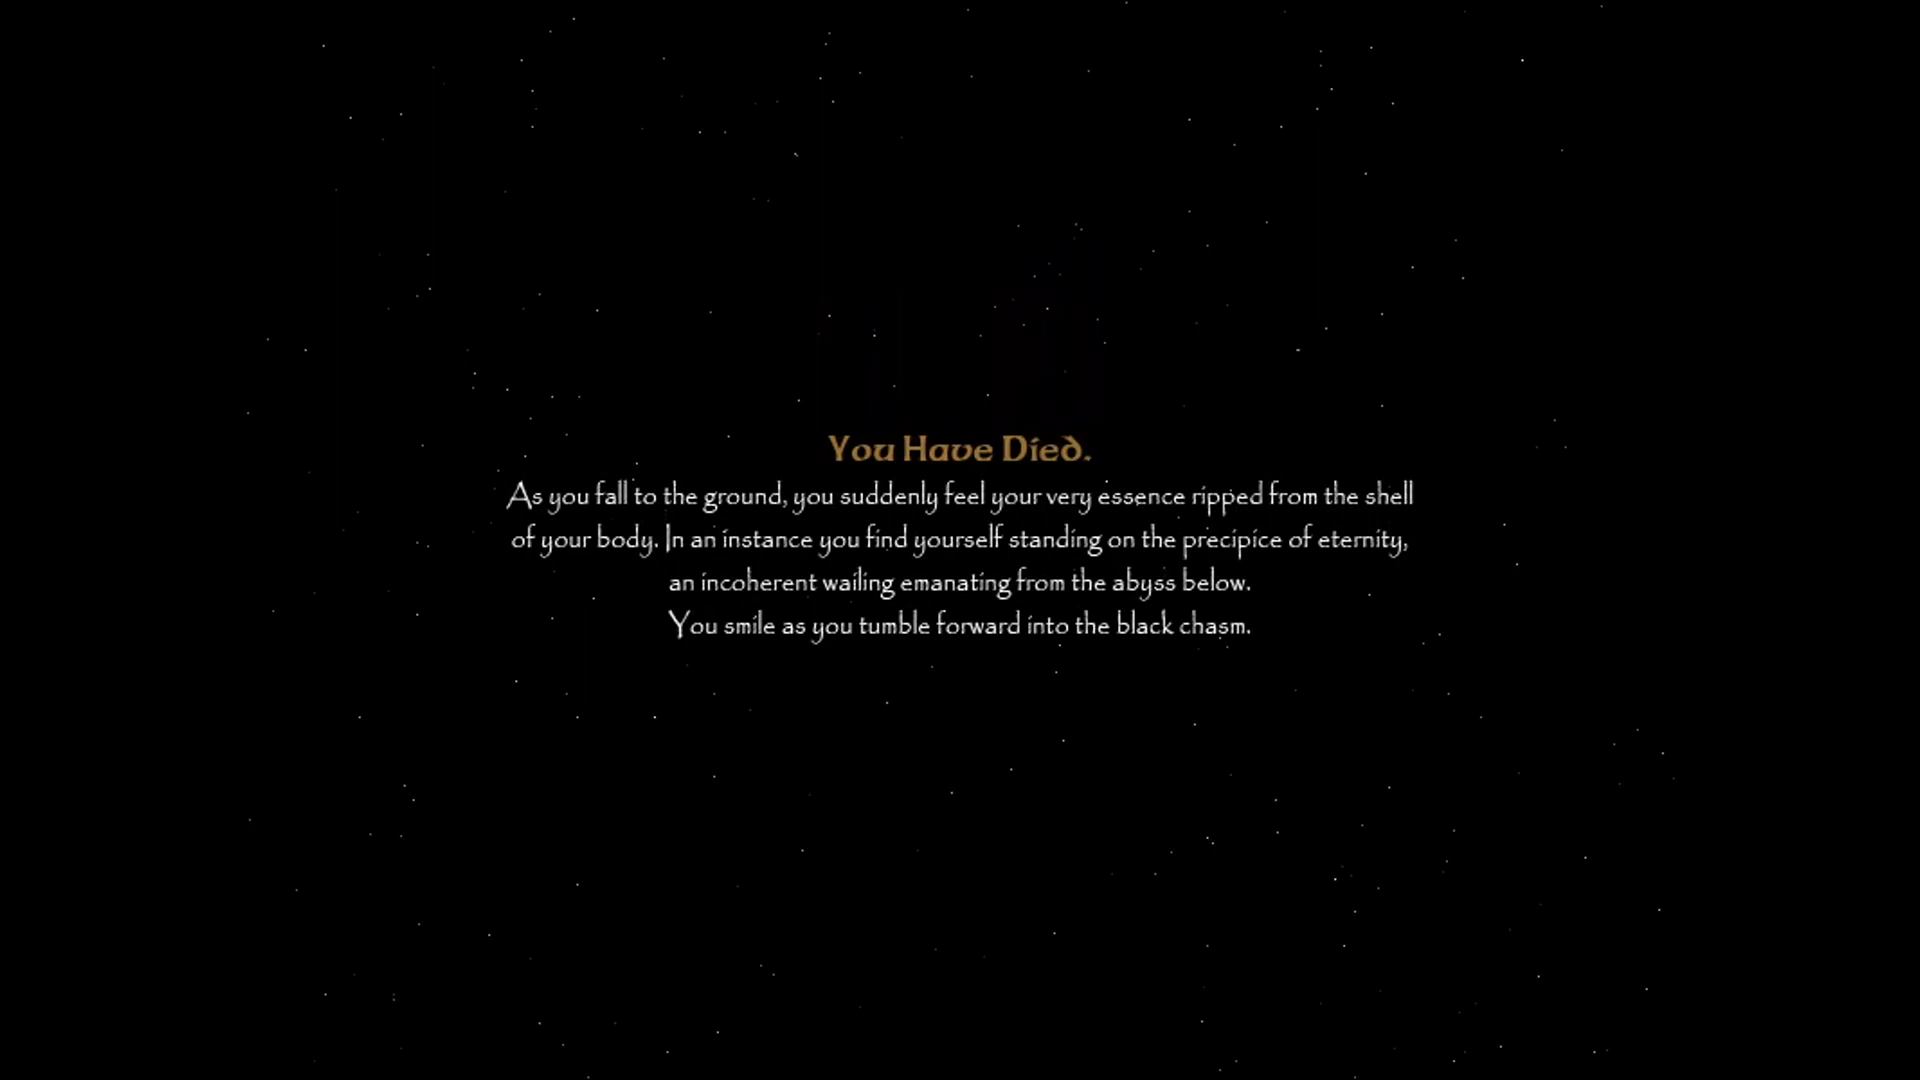 You Have Died.
As you fall to the ground, you suddenly feel your very essence ripped from the shell
of your body. In an instance you find yourself standing on the precipice of eternity,
an incoherent wailing emanating from the abyss below.
You smile as you tumble forward into the black chasm.